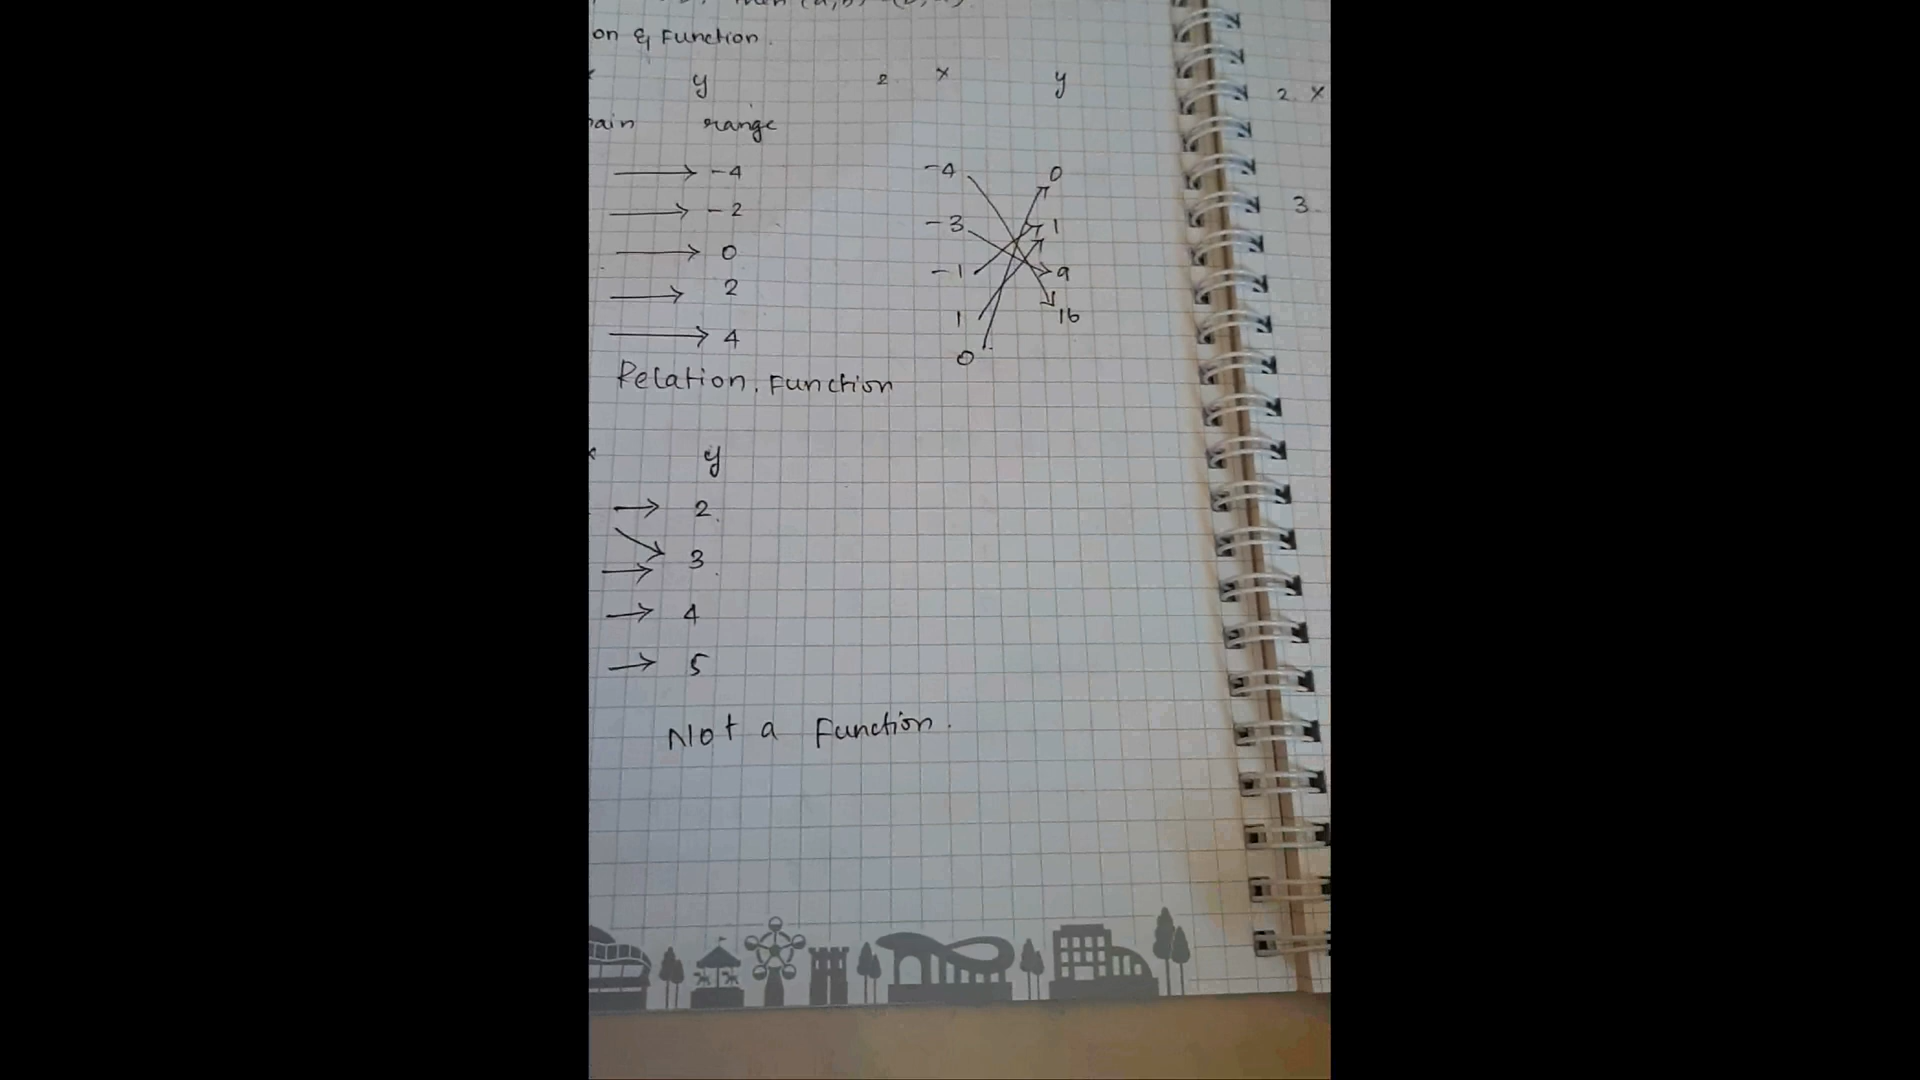 on & Function.
y 2. x y
range
→ -4
→ -2
→ 0
→ 2
→ 4
-4 0
-3 1
-1 9
1 16
0
Relation, Function
y
→ 2
3
→ 4
→ 5
Not a Function.
2. x
3.